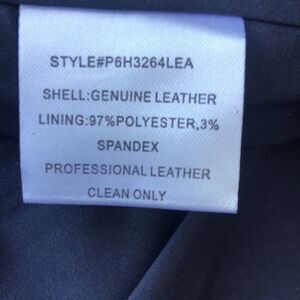 STYLE#P6H3264LEA
SHELL:GENUINE LEATHER
LINING:97%POLYESTER,3%
SPANDEX
PROFESSIONAL LEATHER
CLEAN ONLY